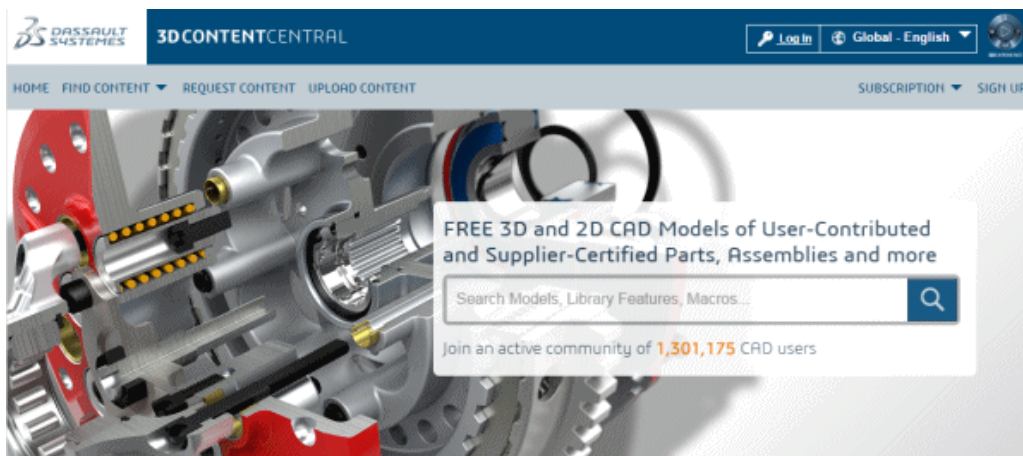 DASSAULT
SYSTEMES
3DCONTENTCENTRAL
Log In
Global - English
HOME FIND CONTENT REQUEST CONTENT UPLOAD CONTENT
SUBSCRIPTION SIGN UP
FREE 3D and 2D CAD Models of User-Contributed
and Supplier-Certified Parts, Assemblies and more
Search Models, Library Features, Macros...
Join an active community of 1,301,175 CAD users